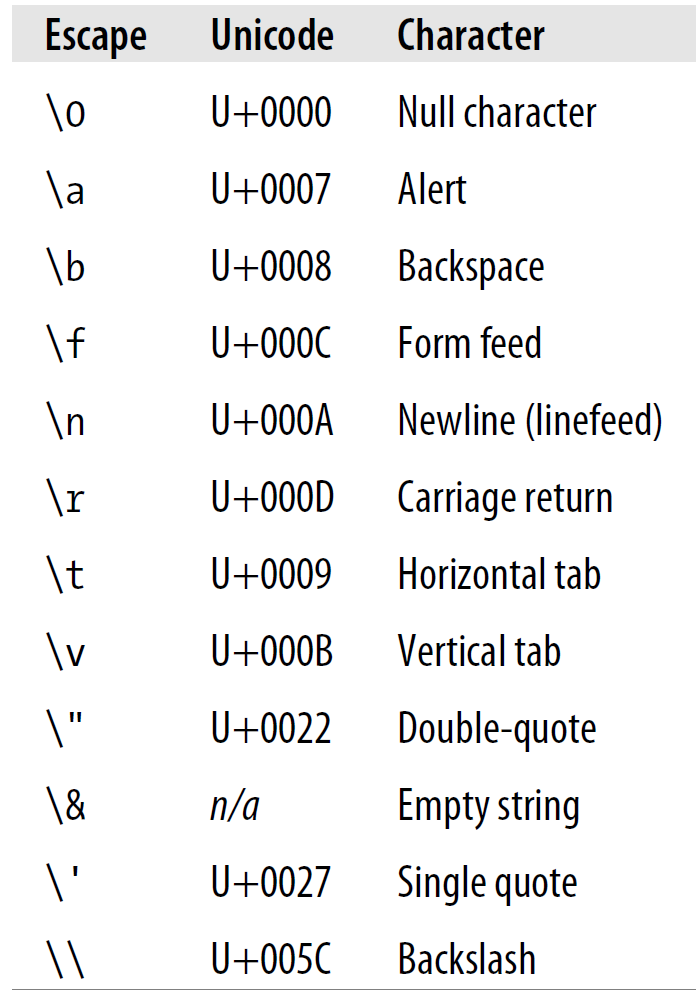 Escape Unicode Character
\o U+0000 Null character
\a U+0007 Alert
\b U+0008 Backspace
\f U+000C Form feed
\n U+000A Newline (linefeed)
\r U+000D Carriage return
\t U+0009 Horizontal tab
\v U+000B Vertical tab
\" U+0022 Double-quote
\& n/a Empty string
\' U+0027 Single quote
\\ U+005C Backslash